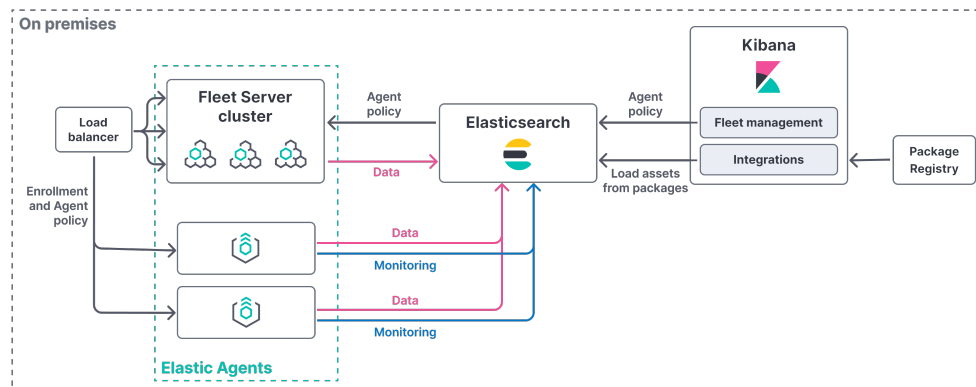 On premises
Kibana
Fleet Server
cluster
Agent
policy
Agent
policy
Load
balancer
Elasticsearch
Fleet management
Integrations
Package
Registry
Data
Load assets
from packages
Enrollment
and Agent
policy
Data
Monitoring
Data
Monitoring
Elastic Agents